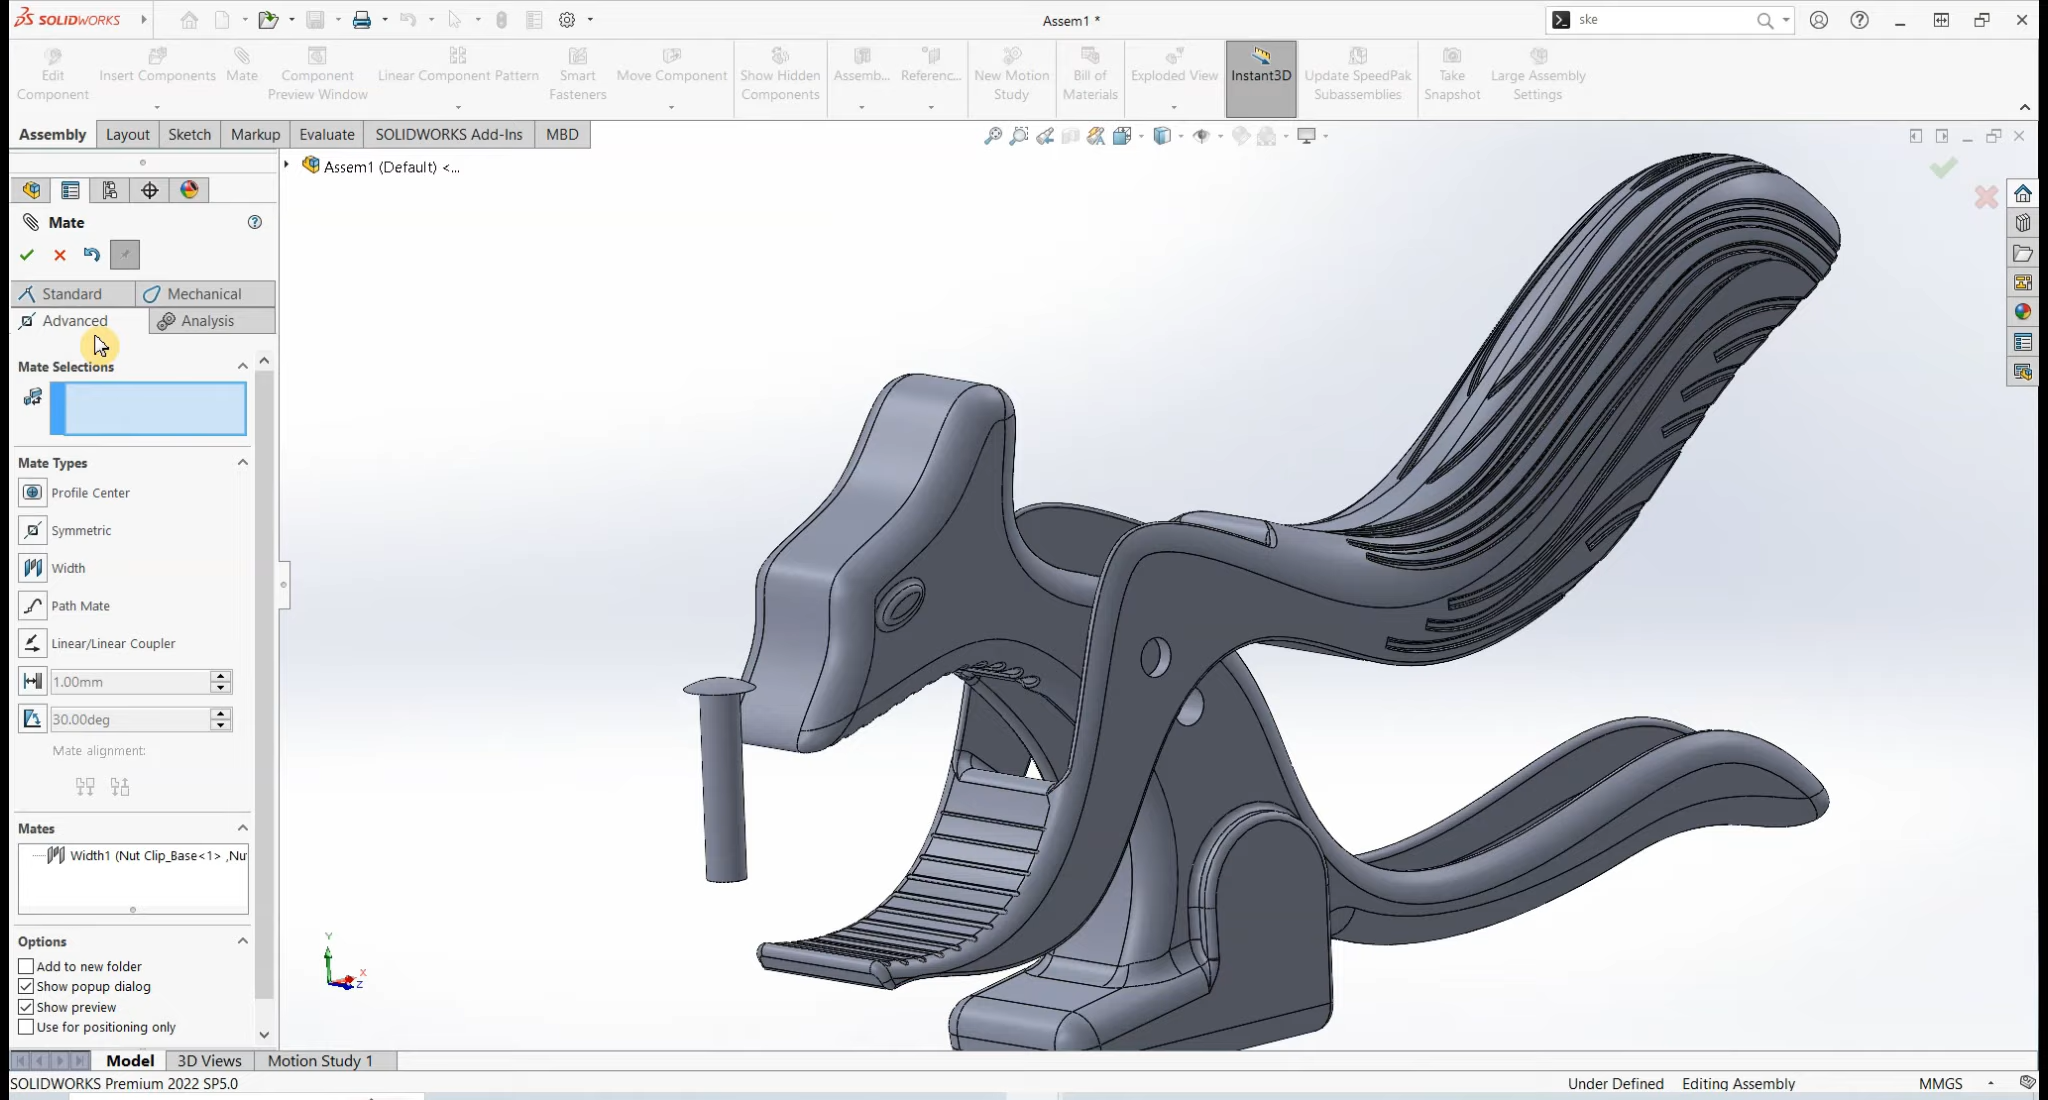 SOLIDWORKS
Assem1 *
ske
Edit Component
Insert Components
Mate
Component Preview Window
Linear Component Pattern
Smart Fasteners
Move Component
Show Hidden Components
Assemb...
Referenc...
New Motion Study
Bill of Materials
Exploded View
Instant3D
Update SpeedPak Subassemblies
Take Snapshot
Large Assembly Settings
Assembly
Layout
Sketch
Markup
Evaluate
SOLIDWORKS Add-Ins
MBD
Assem1 (Default) <...
Mate
Standard
Mechanical
Advanced
Analysis
Mate Selections
Mate Types
Profile Center
Symmetric
Width
Path Mate
Linear/Linear Coupler
1.00mm
30.00deg
Mate alignment:
Mates
Width1 (Nut Clip_Base<1> ,Nu
Options
Add to new folder
Show popup dialog
Show preview
Use for positioning only
Y
X
Z
Model
3D Views
Motion Study 1
SOLIDWORKS Premium 2022 SP5.0
Under Defined
Editing Assembly
MMGS